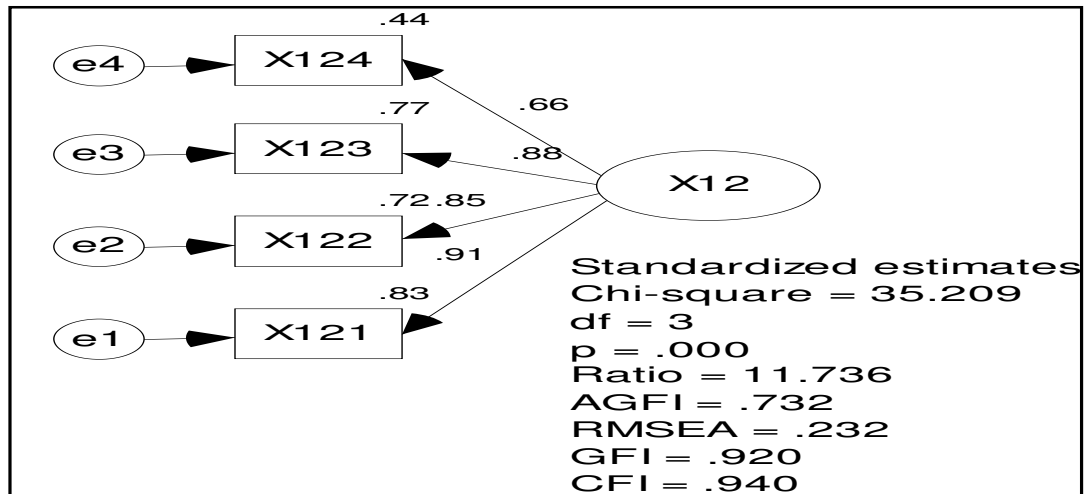 .44
e4 X124
.66
.77
e3 X123
.88
X12
.72 .85
e2 X122
.91
.83
e1 X121
Standardized estimates
Chi-square = 35.209
df = 3
p = .000
Ratio = 11.736
AGFI = .732
RMSEA = .232
GFI = .920
CFI = .940